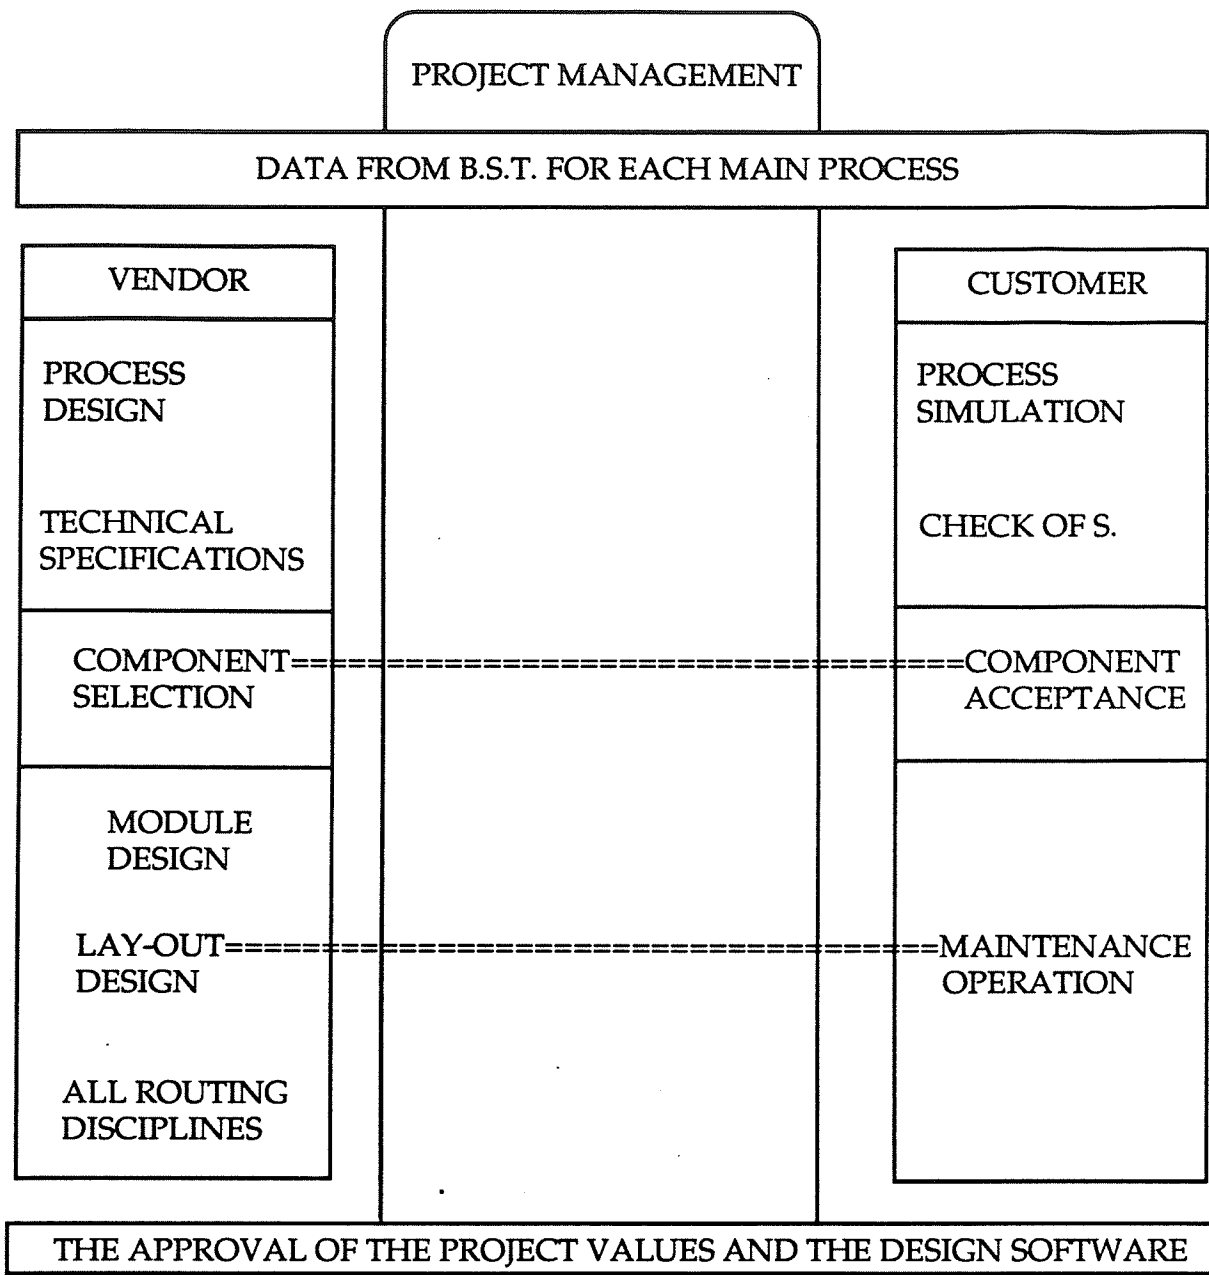 PROJECT MANAGEMENT
DATA FROM B.S.T. FOR EACH MAIN PROCESS
VENDOR
PROCESS
DESIGN
TECHNICAL
SPECIFICATIONS
COMPONENT
SELECTION
MODULE
DESIGN
LAY-OUT
DESIGN
ALL ROUTING
DISCIPLINES
CUSTOMER
PROCESS
SIMULATION
CHECK OF S.
COMPONENT
ACCEPTANCE
MAINTENANCE
OPERATION
THE APPROVAL OF THE PROJECT VALUES AND THE DESIGN SOFTWARE